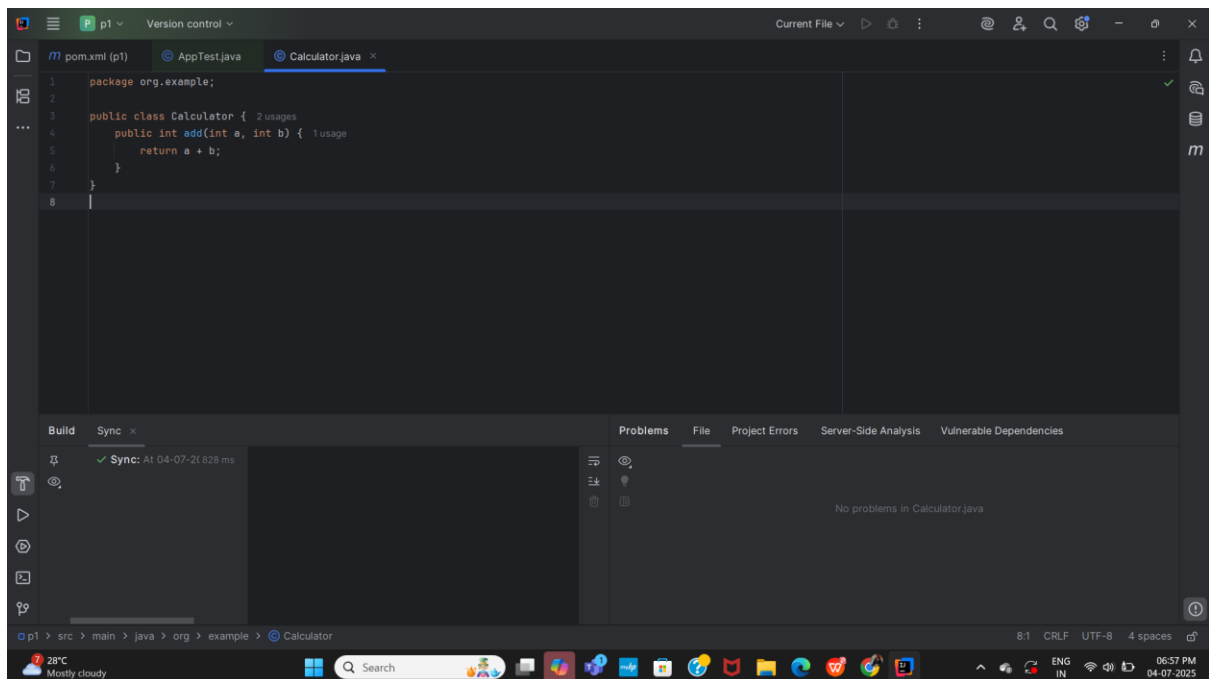 P p1 Version control Current File
m pom.xml (p1) © AppTest.java © Calculator.java ×
1 package org.example;
2
3 public class Calculator { 2 usages
4 public int add(int a, int b) { 1 usage
5 return a + b;
6 }
7 }
8
m
Build Sync × Problems File Project Errors Server-Side Analysis Vulnerable Dependencies
Sync: At 04-07-2( 828 ms
No problems in Calculator.java
p1 > src > main > java > org > example > © Calculator 8:1 CRLF UTF-8 4 spaces
7 28°C
Mostly cloudy
Search
ENG
IN
06:57 PM
04-07-2025